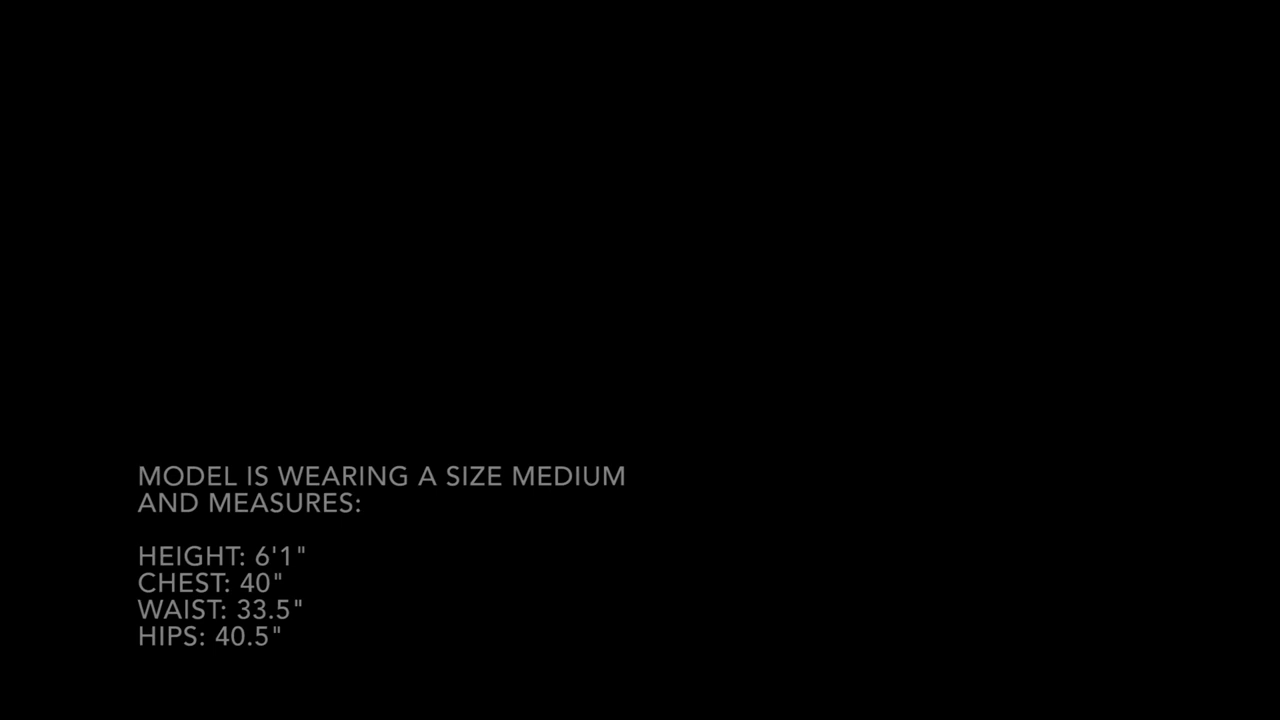 MODEL IS WEARING A SIZE MEDIUM
AND MEASURES:
HEIGHT: 6'1"
CHEST: 40"
WAIST: 33.5"
HIPS: 40.5"